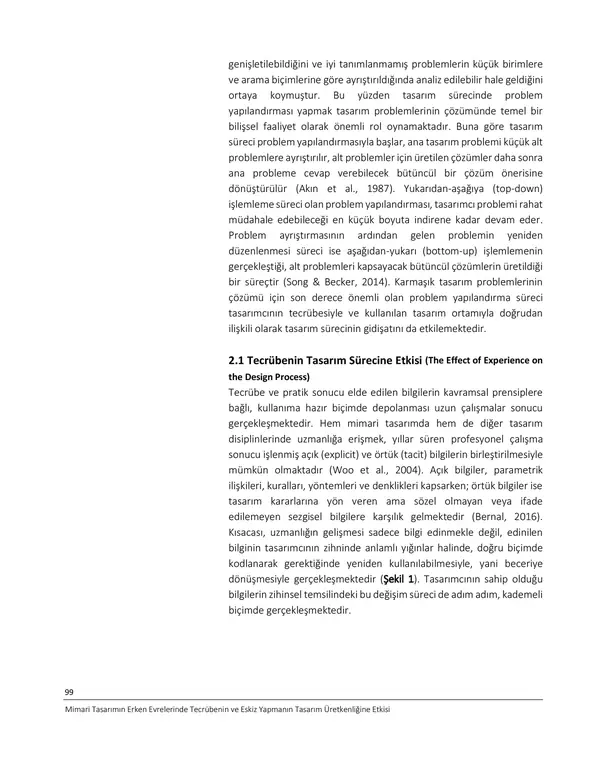 genişletilebildiğini ve iyi tanımlanmamış problemlerin küçük birimlere
ve arama biçimlerine göre ayrıştırıldığında analiz edilebilir hale geldiğini
ortaya koymuştur. Bu yüzden tasarım sürecinde problem
yapılandırması yapmak tasarım problemlerinin çözümünde temel bir
bilişsel faaliyet olarak önemli rol oynamaktadır. Buna göre tasarım
süreci problem yapılandırmasıyla başlar, ana tasarım problemi küçük alt
problemlere ayrıştırılır, alt problemler için üretilen çözümler daha sonra
ana probleme cevap verebilecek bütüncül bir çözüm önerisine
dönüştürülür (Akın et al., 1987). Yukarıdan-aşağıya (top-down)
işlemleme süreci olan problem yapılandırması, tasarımcı problemi rahat
müdahale edebileceği en küçük boyuta indirene kadar devam eder.
Problem ayrıştırmasının ardından gelen problemin yeniden
düzenlenmesi süreci ise aşağıdan-yukarı (bottom-up) işlemlemenin
gerçekleştiği, alt problemleri kapsayacak bütüncül çözümlerin üretildiği
bir süreçtir (Song & Becker, 2014). Karmaşık tasarım problemlerinin
çözümü için son derece önemli olan problem yapılandırma süreci
tasarımcının tecrübesiyle ve kullanılan tasarım ortamıyla doğrudan
ilişkili olarak tasarım sürecinin gidişatını da etkilemektedir.
2.1 Tecrübenin Tasarım Sürecine Etkisi (The Effect of Experience on
the Design Process)
Tecrübe ve pratik sonucu elde edilen bilgilerin kavramsal prensiplere
bağlı, kullanıma hazır biçimde depolanması uzun çalışmalar sonucu
gerçekleşmektedir. Hem mimari tasarımda hem de diğer tasarım
disiplinlerinde uzmanlığa erişmek, yıllar süren profesyonel çalışma
sonucu işlenmiş açık (explicit) ve örtük (tacit) bilgilerin birleştirilmesiyle
mümkün olmaktadır (Woo et al., 2004). Açık bilgiler, parametrik
ilişkileri, kuralları, yöntemleri ve denklikleri kapsarken; örtük bilgiler ise
tasarım kararlarına yön veren ama sözel olmayan veya ifade
edilemeyen sezgisel bilgilere karşılık gelmektedir (Bernal, 2016).
Kısacası, uzmanlığın gelişmesi sadece bilgi edinmekle değil, edinilen
bilginin tasarımcının zihninde anlamlı yığınlar halinde, doğru biçimde
kodlanarak gerektiğinde yeniden kullanılabilmesiyle, yani beceriye
dönüşmesiyle gerçekleşmektedir (Şekil 1). Tasarımcının sahip olduğu
bilgilerin zihinsel temsilindeki bu değişim süreci de adım adım, kademeli
biçimde gerçekleşmektedir.
99
Mimari Tasarımın Erken Evrelerinde Tecrübenin ve Eskiz Yapmanın Tasarım Üretkenliğine Etkisi